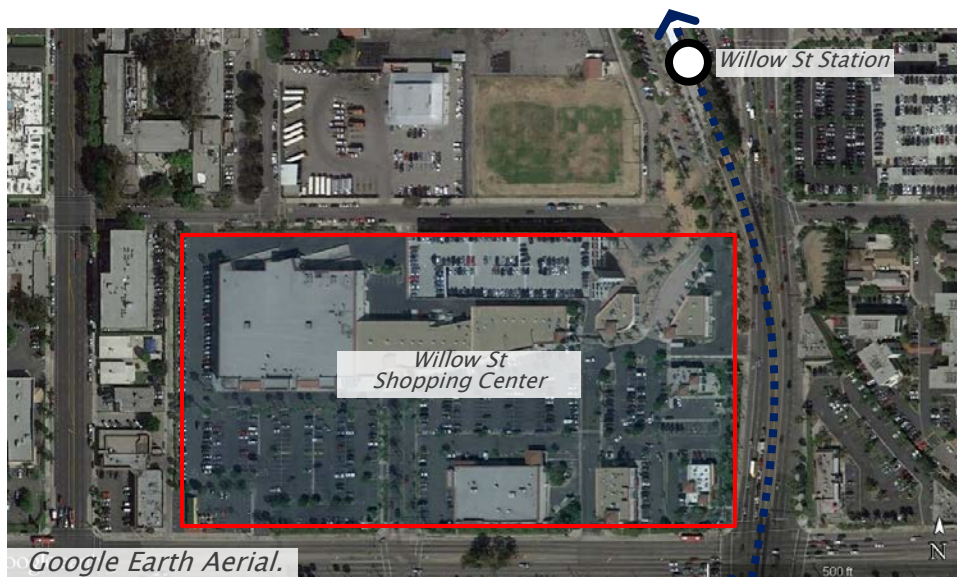 Willow St Station
Willow St
Shopping Center
Google Earth Aerial.
N
500 ft